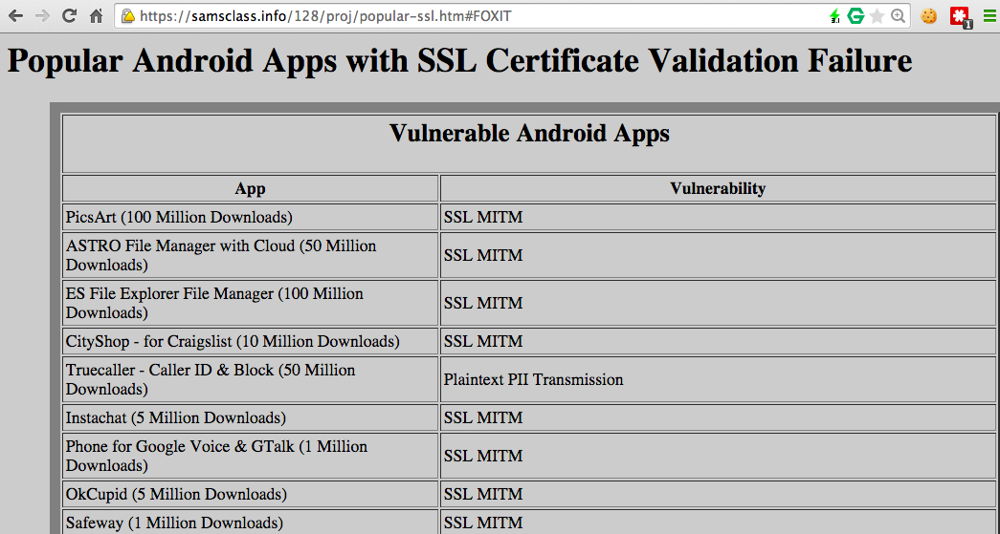 https://samsclass.info/128/proj/popular-ssl.htm#FOXIT
3.1
1
Popular Android Apps with SSL Certificate Validation Failure
Vulnerable Android Apps
App
Vulnerability
PicsArt (100 Million Downloads)
SSL MITM
ASTRO File Manager with Cloud (50 Million
Downloads)
SSL MITM
ES File Explorer File Manager (100 Million
Downloads)
SSL MITM
CityShop - for Craigslist (10 Million Downloads)
SSL MITM
Truecaller - Caller ID & Block (50 Million
Downloads)
Plaintext PII Transmission
Instachat (5 Million Downloads)
SSL MITM
Phone for Google Voice & GTalk (1 Million
Downloads)
SSL MITM
OkCupid (5 Million Downloads)
SSL MITM
Safeway (1 Million Downloads)
SSL MITM